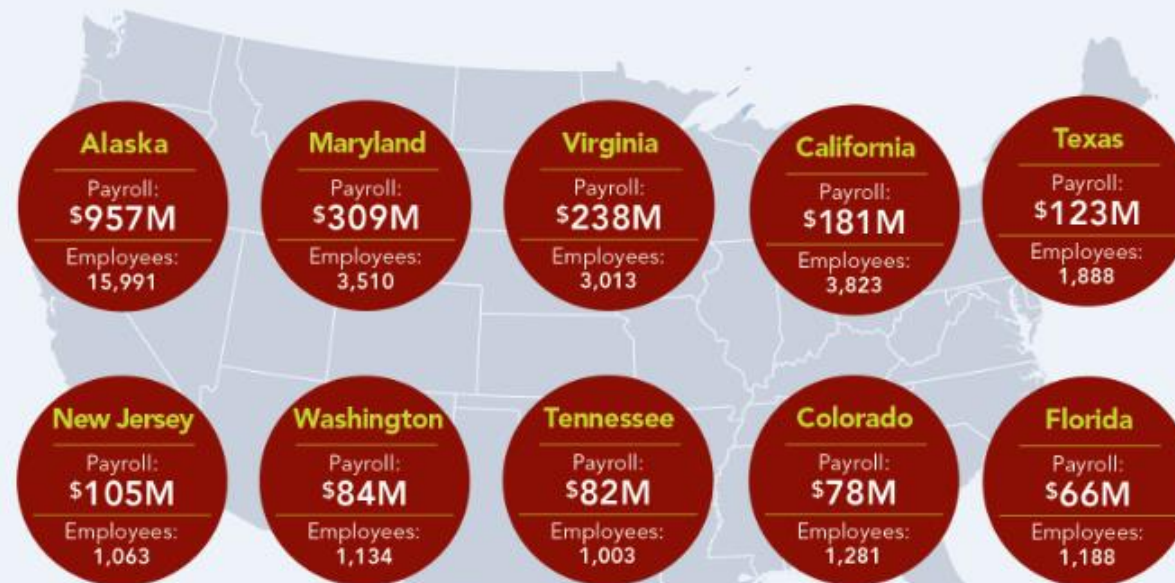 Alaska
Payroll:
$957M
Employees:
15,991
Maryland
Payroll:
$309M
Employees:
3,510
Virginia
Payroll:
$238M
Employees:
3,013
California
Payroll:
$181M
Employees:
3,823
Texas
Payroll:
$123M
Employees:
1,888
New Jersey
Payroll:
$105M
Employees:
1,063
Washington
Payroll:
$84M
Employees:
1,134
Tennessee
Payroll:
$82M
Employees:
1,003
Colorado
Payroll:
$78M
Employees:
1,281
Florida
Payroll:
$66M
Employees:
1,188